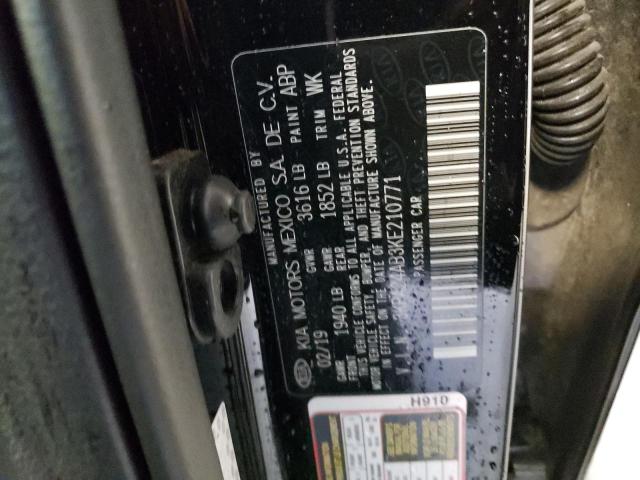 MANUFACTURED BY
KIA KIA MOTORS MEXICO S.A. DE C.V.
02/19 GVWR 3616 LB PAINT ABP
GAWR FRONT 1940 LB GAWR REAR 1852 LB TRIM WK
THIS VEHICLE CONFORMS TO ALL APPLICABLE U.S.A. FEDERAL
MOTOR VEHICLE SAFETY, BUMPER, AND THEFT PREVENTION STANDARDS
IN EFFECT ON THE DATE OF MANUFACTURE SHOWN ABOVE.
V.I.N. AB3KE210771
PASSENGER CAR
H910